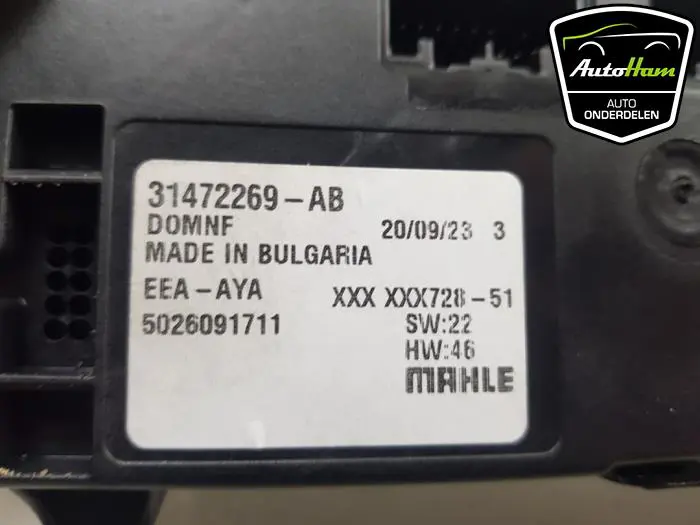 AutoHam
AUTO
ONDERDELEN
31472269-AB
DOMNF 20/09/23 3
MADE IN BULGARIA
EEA-AYA XXX XXX728-51
5026091711 SW:22
HW:46
MAHLE